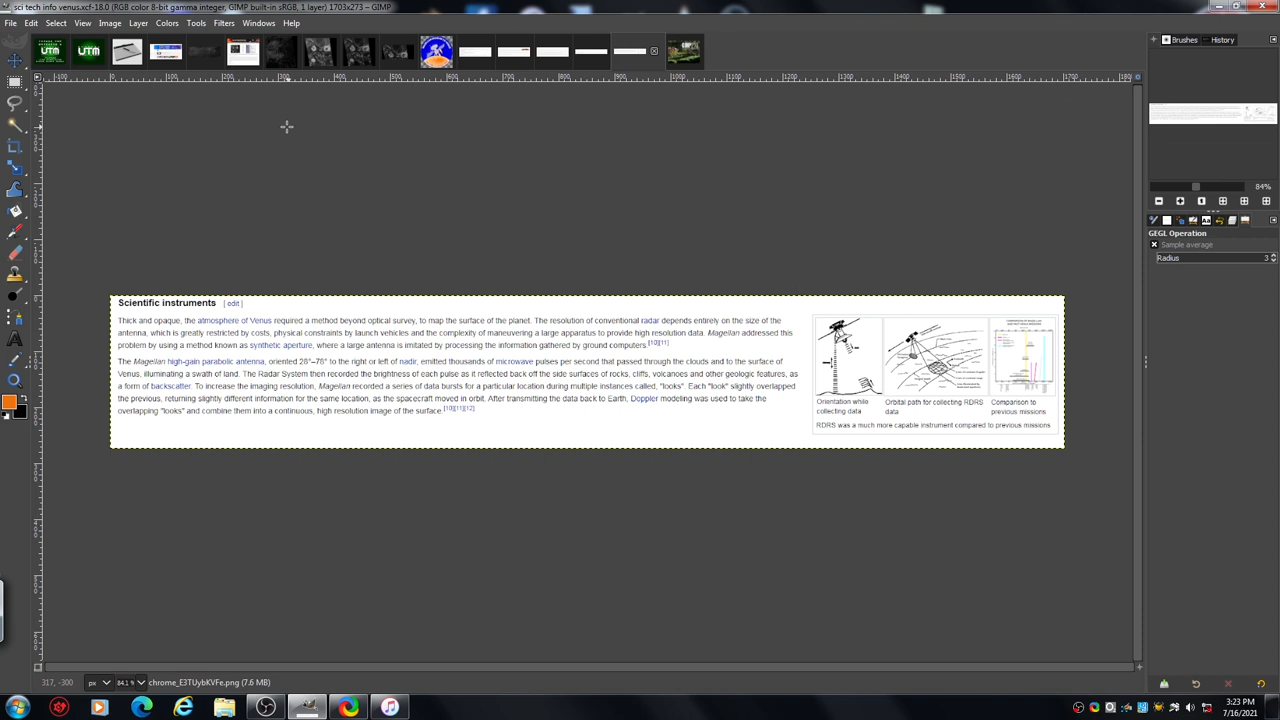 sci tech info venus.xcf-18.0 (RGB color 8-bit gamma integer, GIMP built-in sRGB, 1 layer) 1703x273 – GIMP
File Edit Select View Image Layer Colors Tools Filters Windows Help
UTM UTM
Brushes History
84%
GEGL Operation
Sample average
Radius 3
Scientific instruments [ edit ]
Thick and opaque, the atmosphere of Venus required a method beyond optical survey, to map the surface of the planet. The resolution of conventional radar depends entirely on the size of the
antenna, which is greatly restricted by costs, physical constraints by launch vehicles and the complexity of maneuvering a large apparatus to provide high resolution data. Magellan addressed this
problem by using a method known as synthetic aperture, where a large antenna is imitated by processing the information gathered by ground computers.[10][11]
The Magellan high-gain parabolic antenna, oriented 28°–78° to the right or left of nadir, emitted thousands of microwave pulses per second that passed through the clouds and to the surface of
Venus, illuminating a swath of land. The Radar System then recorded the brightness of each pulse as it reflected back off the side surfaces of rocks, cliffs, volcanoes and other geologic features, as
a form of backscatter. To increase the imaging resolution, Magellan recorded a series of data bursts for a particular location during multiple instances called, "looks". Each "look" slightly overlapped
the previous, returning slightly different information for the same location, as the spacecraft moved in orbit. After transmitting the data back to Earth, Doppler modeling was used to take the
overlapping "looks" and combine them into a continuous, high resolution image of the surface.[10][11][12]
Orientation while
collecting data
Orbital path for collecting RDRS
data
Comparison to
previous missions
RDRS was a much more capable instrument compared to previous missions
317, -300 px 84.1 % chrome_E3TUybKVFe.png (7.6 MB)
3:23 PM
7/16/2021